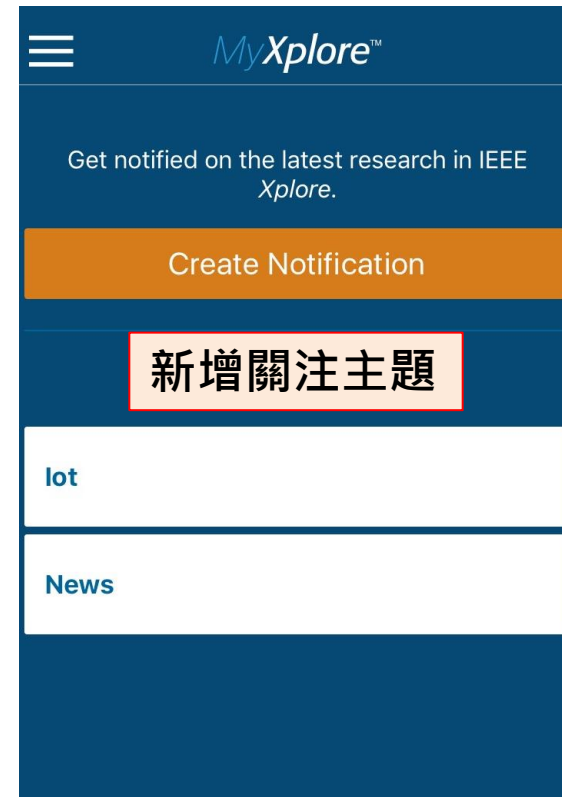 MyXplore™
Get notified on the latest research in IEEE
Xplore.
Create Notification
新增關注主題
Iot
News